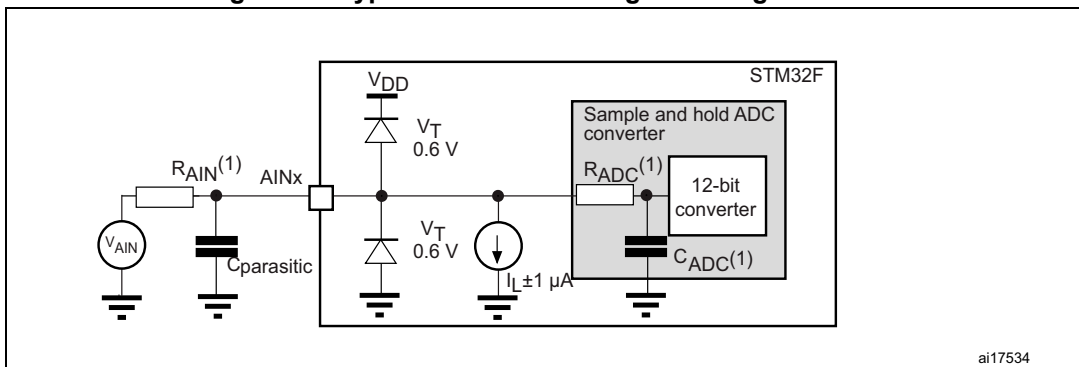 STM32F
VDD
Sample and hold ADC
converter
VT
0.6 V
RAIN(1)
AINx
RADC(1)
12-bit
converter
VAIN
Cparasitic
VT
0.6 V
IL±1 µA
CADC(1)
ai17534